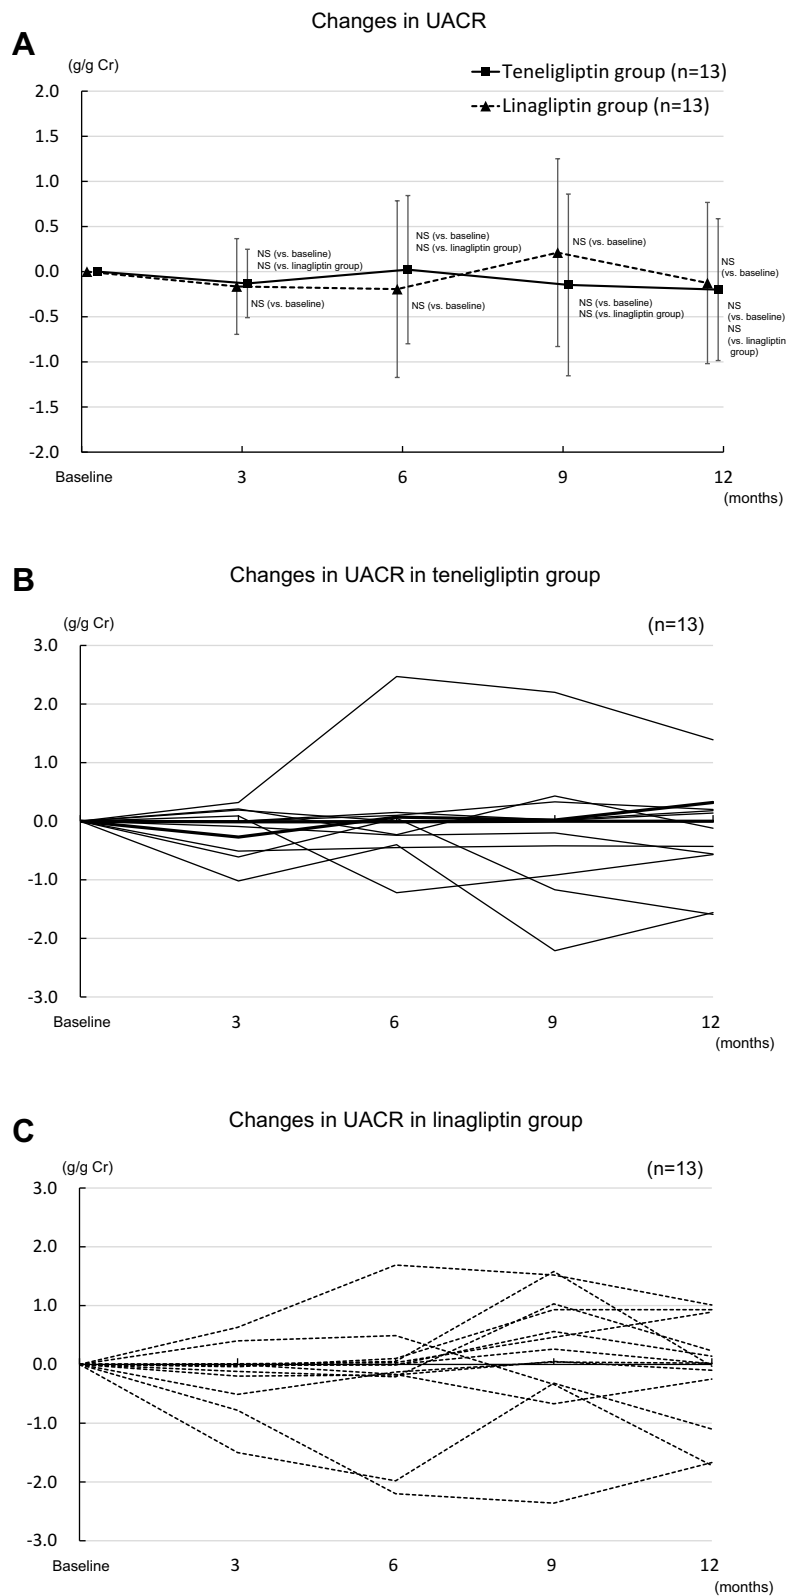 Changes in UACR
A
(g/g Cr)
Teneligliptin group (n=13)
Linagliptin group (n=13)
2.0
1.5
1.0
0.5
0.0
-0.5
-1.0
-1.5
-2.0
NS (vs. baseline)
NS (vs. linagliptin group)
NS (vs. baseline)
NS (vs. baseline)
NS (vs. linagliptin group)
NS (vs. baseline)
NS (vs. baseline)
NS (vs. baseline)
NS (vs. linagliptin group)
NS
(vs. baseline)
NS
(vs. baseline)
NS
(vs. linagliptin
group)
Baseline 3 6 9 12
(months)
B
Changes in UACR in teneligliptin group
(g/g Cr)
(n=13)
3.0
2.0
1.0
0.0
-1.0
-2.0
-3.0
Baseline 3 6 9 12
(months)
C
Changes in UACR in linagliptin group
(g/g Cr)
(n=13)
3.0
2.0
1.0
0.0
-1.0
-2.0
-3.0
Baseline 3 6 9 12
(months)